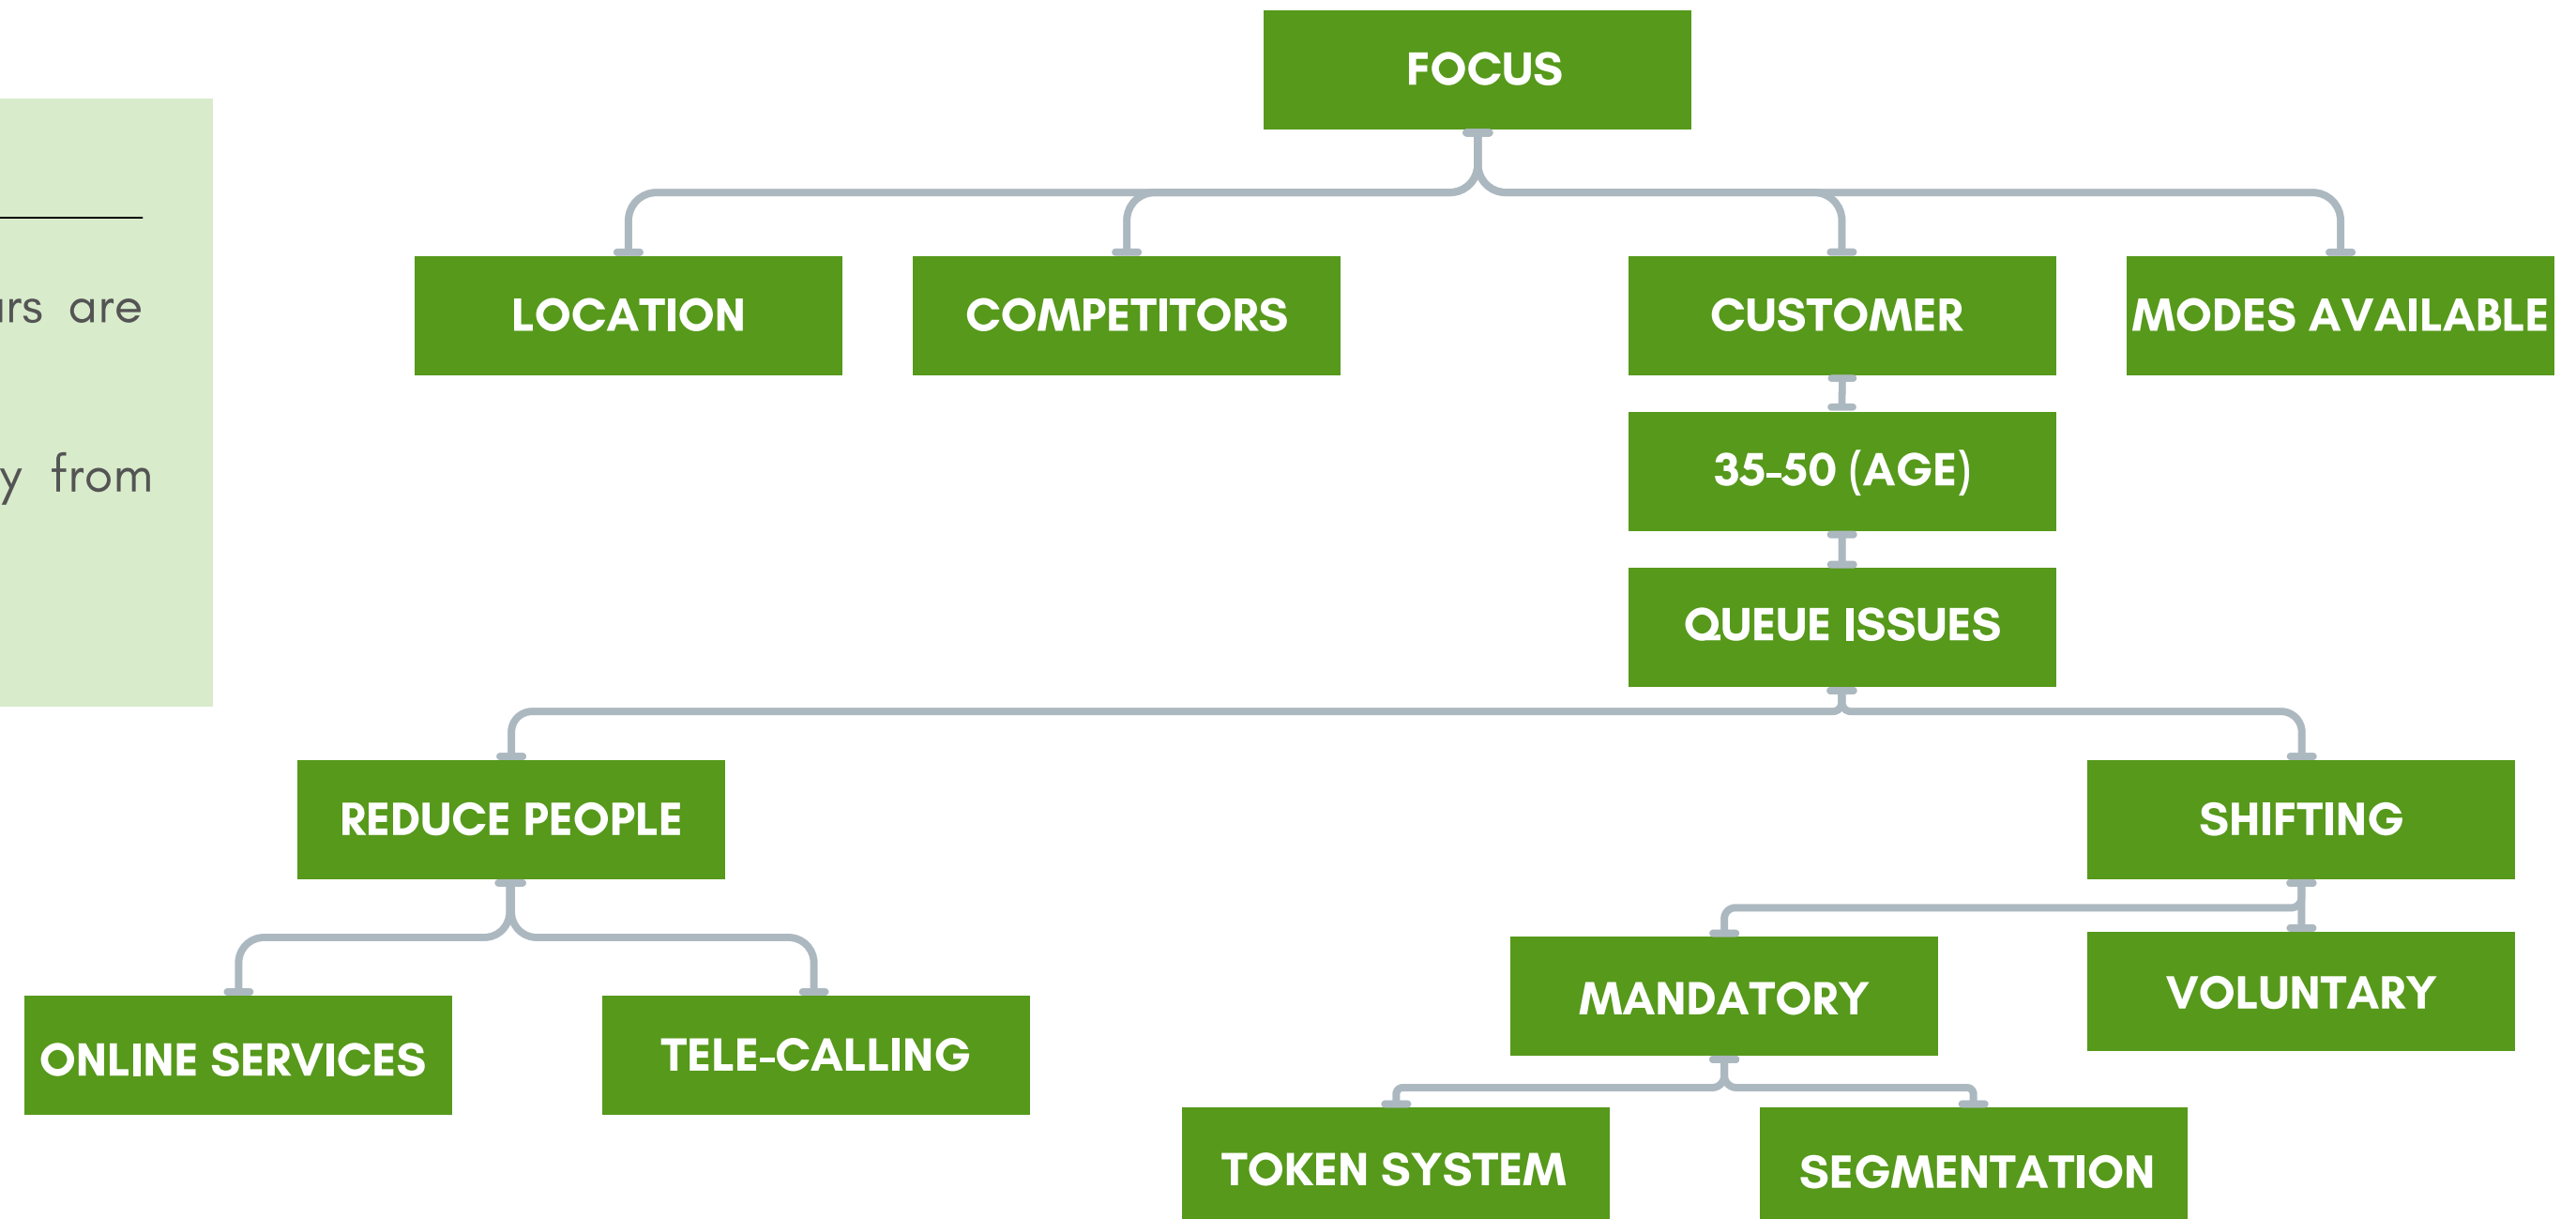 FOCUS
LOCATION
COMPETITORS
CUSTOMER
MODES AVAILABLE
are
35-50 (AGE)
from
QUEUE ISSUES
REDUCE PEOPLE
SHIFTING
MANDATORY
VOLUNTARY
ONLINE SERVICES
TELE-CALLING
TOKEN SYSTEM
SEGMENTATION